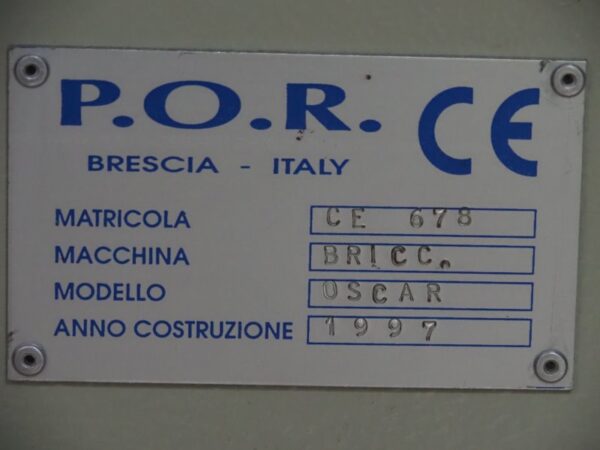 P.O.R. CE
BRESCIA - ITALY
MATRICOLA CE 678
MACCHINA BRICC.
MODELLO OSCAR
ANNO COSTRUZIONE 1997